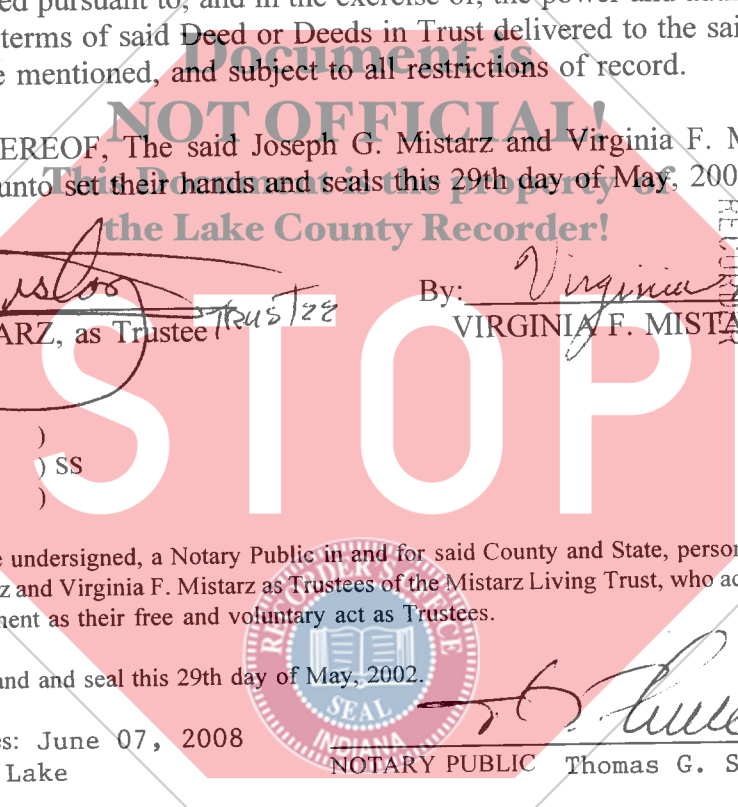 ed pursuant to, and in the exercise of, the power and
terms of said Deed or Deeds in Trust delivered to the sai
Document is
e mentioned, and subject to all restrictions of record.
NOT OFFICIAL!
EREOF, The said Joseph G. Mistarz and Virginia F. M
This Document is the property of
unto set their hands and seals this 29th day of May, 200
the Lake County Recorder!
RECORDER
By: Virginia
ARZ, as Trustee TRUSTEE
VIRGINIA F. MISTA
STOP
)
) SS
)
e undersigned, a Notary Public in and for said County and State, person
z and Virginia F. Mistarz as Trustees of the Mistarz Living Trust, who ac
ment as their free and voluntary act as Trustees.
RECORDER'S OFFICE
and and seal this 29th day of May, 2002.
SEAL
INDIANA
es: June 07, 2008
Lake
NOTARY PUBLIC Thomas G. S